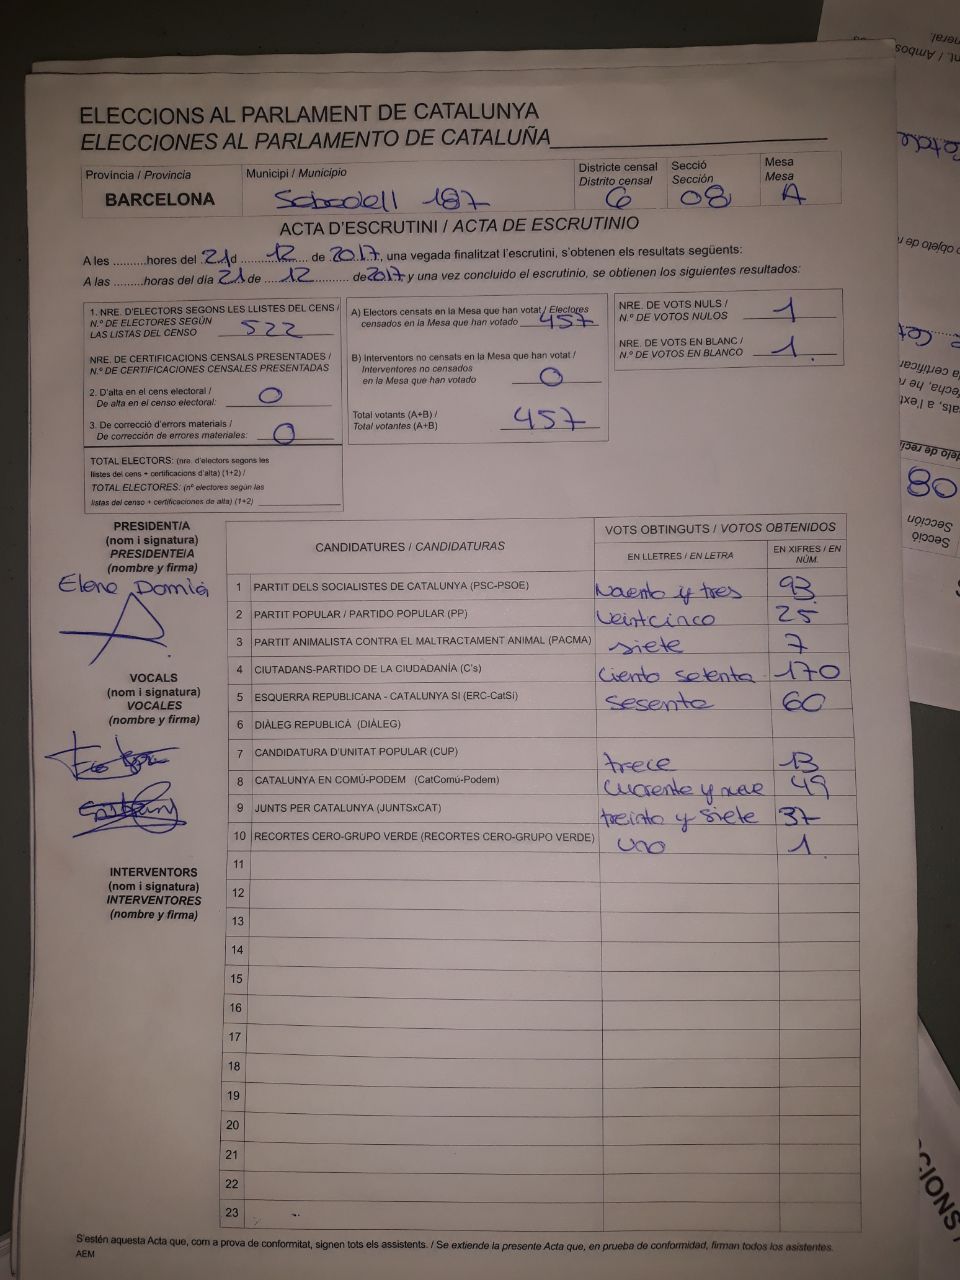 ELECCIONS AL PARLAMENT DE CATALUNYA
ELECCIONES AL PARLAMENTO DE CATALUÑA
Provincia / Provincia
BARCELONA
Municipi / Municipio
Sabadell 187
Districte censal
Distrito censal
6
Secció
Sección
08
Mesa
Mesa
A
ACTA D'ESCRUTINI / ACTA DE ESCRUTINIO
A les .........hores del 21 d 12 de 2017, una vegada finalitzat l'escrutini, s'obtenen els resultats següents:
A las .........horas del día 21 de 12 de 2017 y una vez concluido el escrutinio, se obtienen los siguientes resultados:
1. NRE. D'ELECTORS SEGONS LES LLISTES DEL CENS /
N.º DE ELECTORES SEGÚN
LAS LISTAS DEL CENSO 522
NRE. DE CERTIFICACIONS CENSALS PRESENTADES /
N.º DE CERTIFICACIONES CENSALES PRESENTADAS
2. D'alta en el cens electoral /
De alta en el censo electoral: 0
3. De correcció d'errors materials /
De corrección de errores materiales: 0
TOTAL ELECTORS: (nre. d'electors segons les
llistes del cens + certificacions d'alta) (1+2) /
TOTAL ELECTORES: (nº electores según las
listas del censo + certificaciones de alta) (1+2)
A) Electors censats en la Mesa que han votat / Electores
censados en la Mesa que han votado 457
B) Interventors no censats en la Mesa que han votat /
Interventores no censados
en la Mesa que han votado 0
Total votants (A+B) /
Total votantes (A+B) 457
NRE. DE VOTS NULS /
N.º DE VOTOS NULOS 1
NRE. DE VOTS EN BLANC /
N.º DE VOTOS EN BLANCO 1
PRESIDENT/A
(nom i signatura)
PRESIDENTE/A
(nombre y firma)
Elena Damiá
VOCALS
(nom i signatura)
VOCALES
(nombre y firma)
INTERVENTORS
(nom i signatura)
INTERVENTORES
(nombre y firma)
CANDIDATURES / CANDIDATURAS
VOTS OBTINGUTS / VOTOS OBTENIDOS
EN LLETRES / EN LETRA
EN XIFRES / EN NÚM.
1 PARTIT DELS SOCIALISTES DE CATALUNYA (PSC-PSOE) noventa y tres 93
2 PARTIT POPULAR / PARTIDO POPULAR (PP) veintcinco 25
3 PARTIT ANIMALISTA CONTRA EL MALTRACTAMENT ANIMAL (PACMA) siete 7
4 CIUTADANS-PARTIDO DE LA CIUDADANÍA (C's) ciento setenta 170
5 ESQUERRA REPUBLICANA - CATALUNYA SI (ERC-CatSí) sesenta 60
6 DIÀLEG REPUBLICÀ (DIÀLEG)
7 CANDIDATURA D'UNITAT POPULAR (CUP) trece 13
8 CATALUNYA EN COMÚ-PODEM (CatComú-Podem) cuarenta y nueve 49
9 JUNTS PER CATALUNYA (JUNTSxCAT) treinta y siete 37
10 RECORTES CERO-GRUPO VERDE (RECORTES CERO-GRUPO VERDE) uno 1
11
12
13
14
15
16
17
18
19
20
21
22
23
S'estén aquesta Acta que, com a prova de conformitat, signen tots els assistents. / Se extiende la presente Acta que, en prueba de conformidad, firman todos los asistentes.
AEM
08
Sección
Secció
CIONS